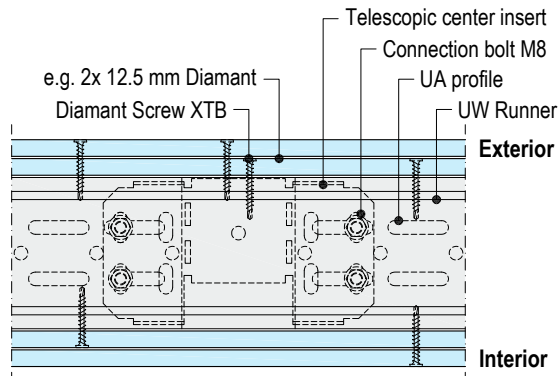 Telescopic center insert
Connection bolt M8
e.g. 2x 12.5 mm Diamant
UA profile
Diamant Screw XTB
UW Runner
Exterior
Interior